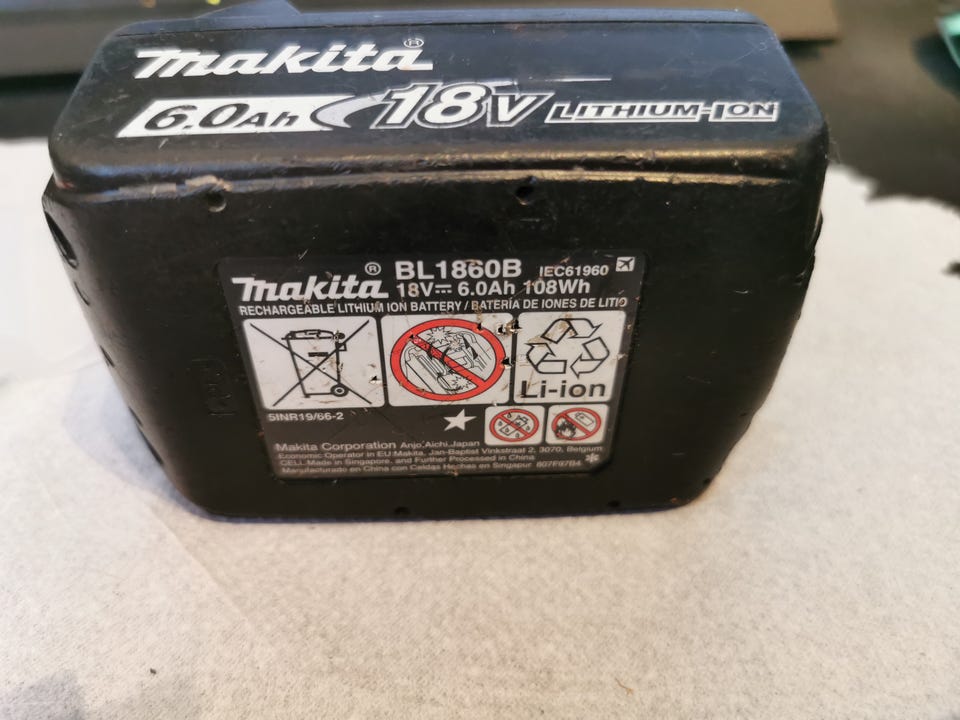 makita®
6.0Ah 18V LITHIUM-ION
makita® BL1860B IEC61960
18V⎓ 6.0Ah 108Wh
RECHARGEABLE LITHIUM ION BATTERY / BATERÍA DE IONES DE LITIO
Li-ion
5INR19/66-2
Makita Corporation Anjo,Aichi,Japan
Economic Operator in EU:Makita, Jan-Baptist Vinkstraat 2, 3070, Belgium
CELL:Made in Singapore, and Further Processed in China
Manufacturado en China con Celdas Hechas en Singapur 807F97B4